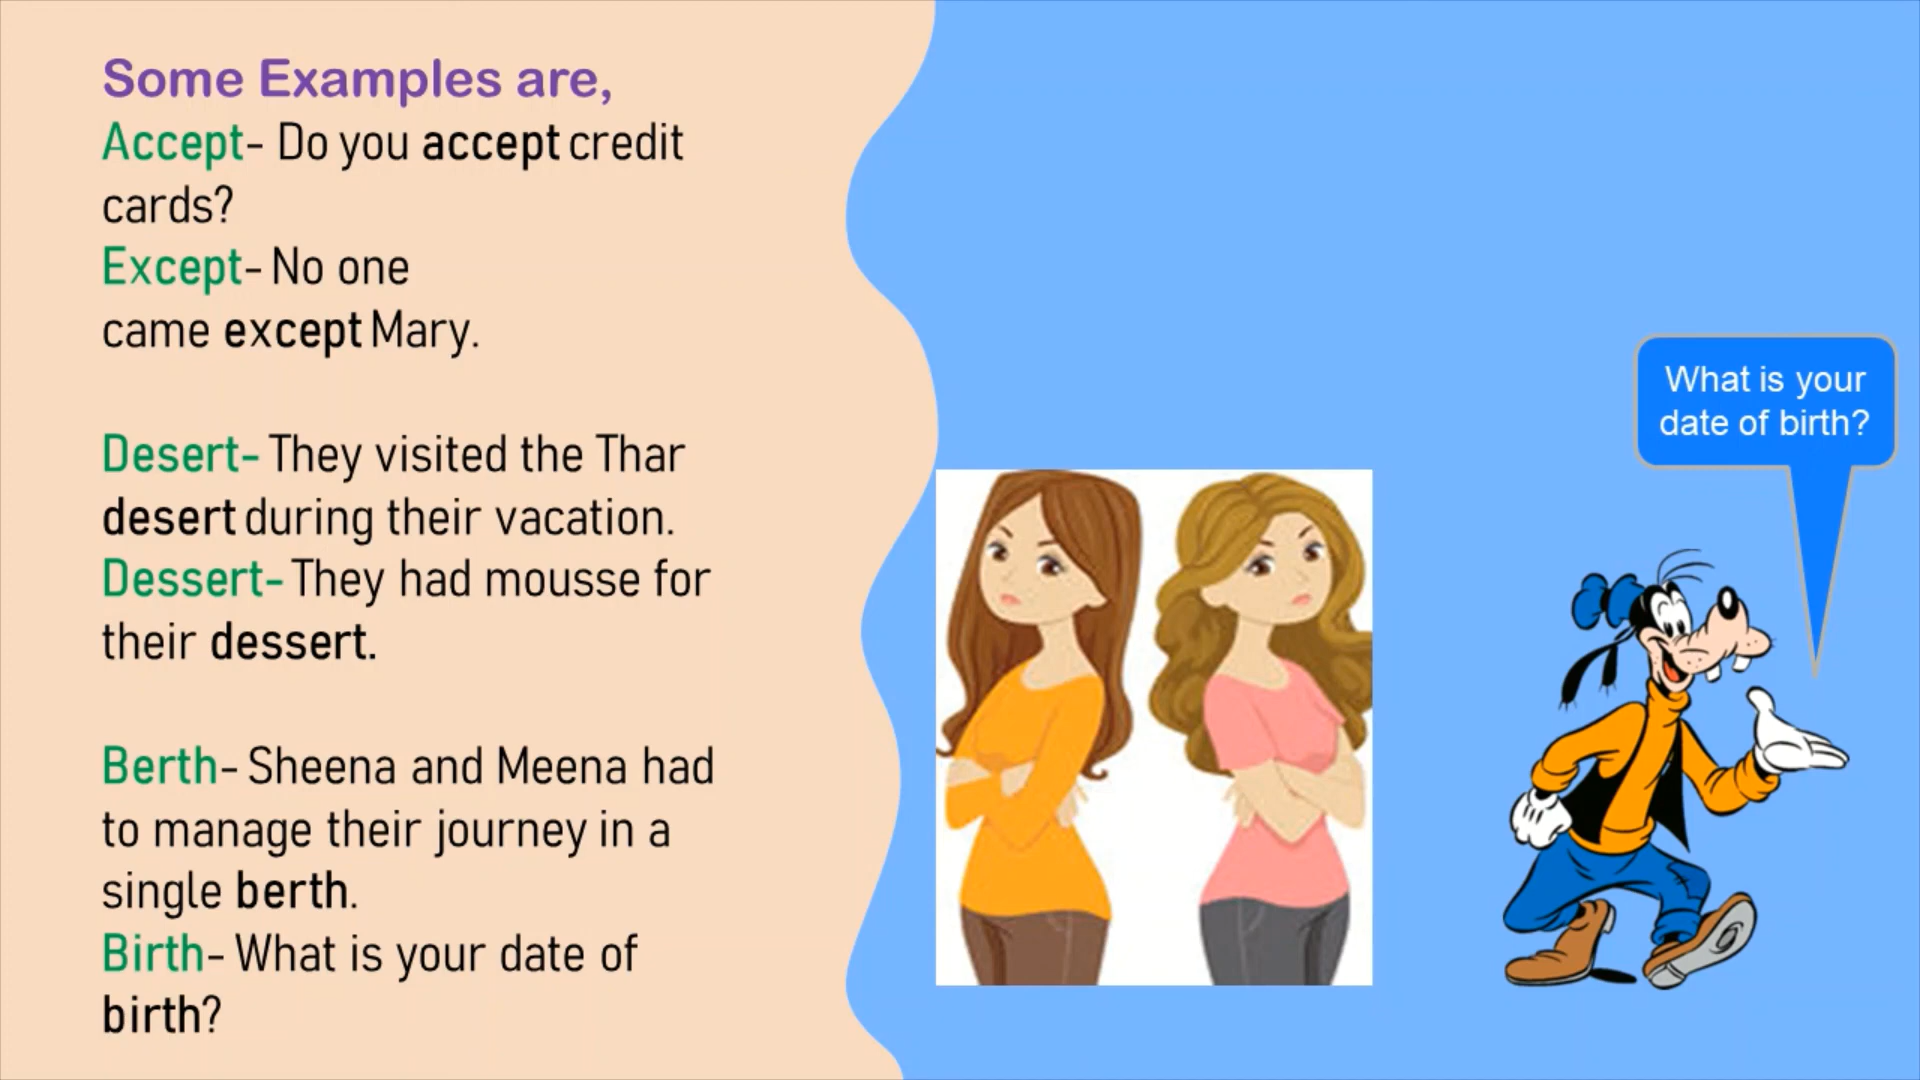 Some Examples are,
Accept- Do you accept credit
cards?
Except- No one
came except Mary.
Desert- They visited the Thar
desert during their vacation.
Dessert- They had mousse for
their dessert.
Berth- Sheena and Meena had
to manage their journey in a
single berth.
Birth- What is your date of
birth?
What is your
date of birth?